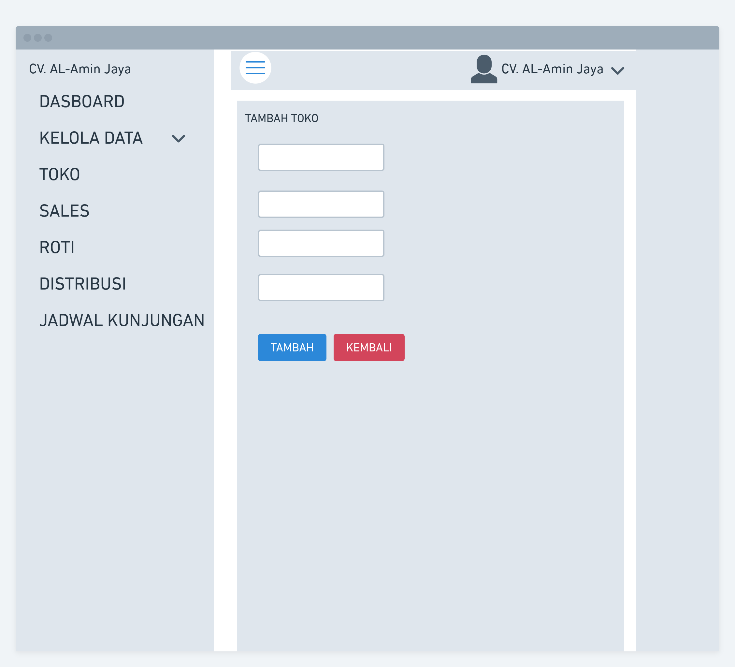 CV. AL-Amin Jaya
DASBOARD
KELOLA DATA
TOKO
SALES
ROTI
DISTRIBUSI
JADWAL KUNJUNGAN
CV. AL-Amin Jaya
TAMBAH TOKO
TAMBAH
KEMBALI